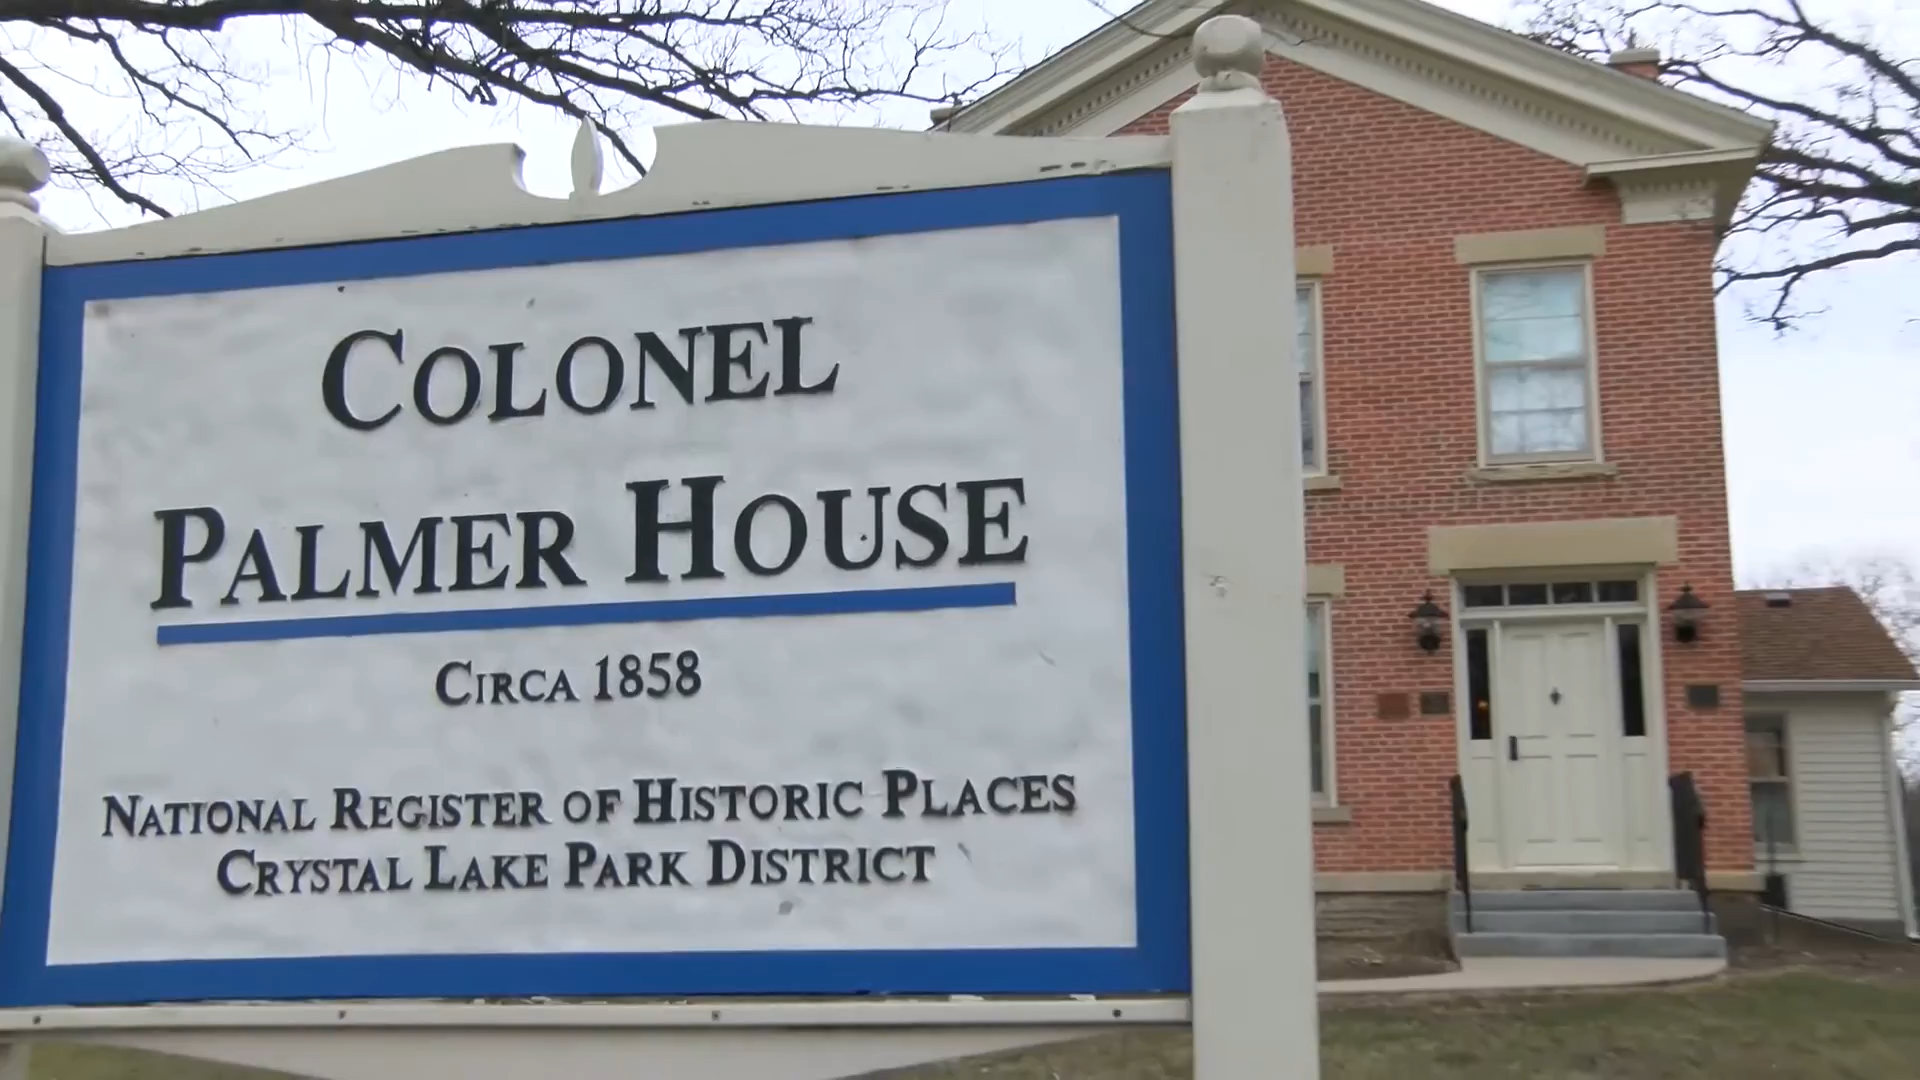 Colonel
Palmer House
Circa 1858
National Register of Historic Places
Crystal Lake Park District